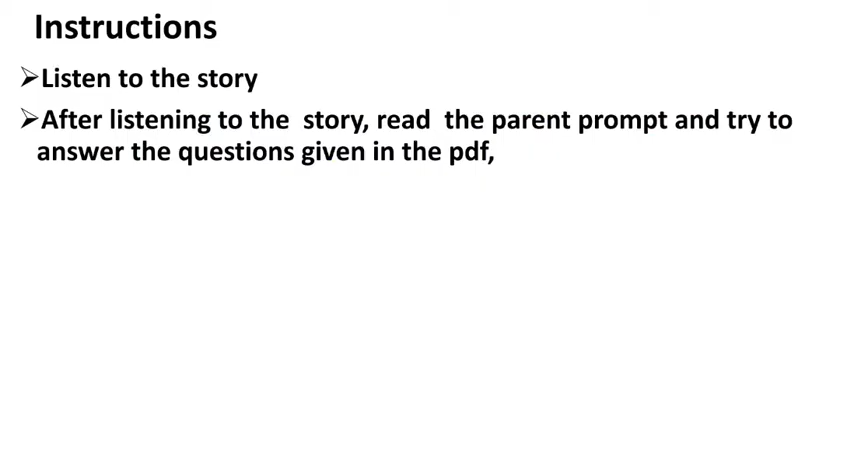 Instructions
➢Listen to the story
➢After listening to the  story, read  the parent prompt and try to
answer the questions given in the pdf,